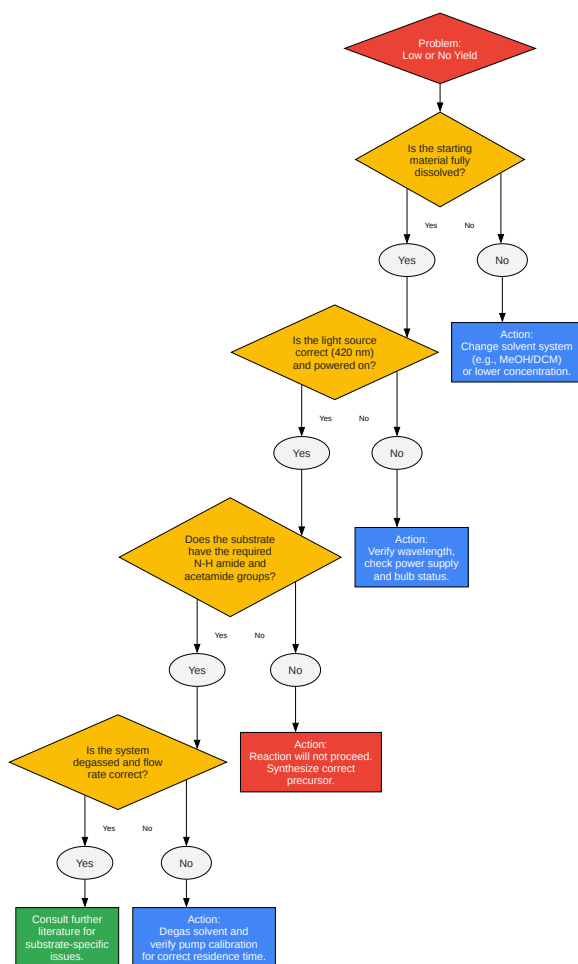 Problem:
Low or No Yield
Is the starting
material fully
dissolved?
Yes
No
Yes
No
Action:
Change solvent system
(e.g., MeOH/DCM)
or lower concentration.
Is the light source
correct (420 nm)
and powered on?
Yes
No
Yes
No
Action:
Verify wavelength,
check power supply
and bulb status.
Does the substrate
have the required
N-H amide and
acetamide groups?
Yes
No
Yes
No
Action:
Reaction will not proceed.
Synthesize correct
precursor.
Is the system
degassed and flow
rate correct?
Yes
No
Yes
No
Consult further
literature for
substrate-specific
issues.
Action:
Degas solvent and
verify pump calibration
for correct residence time.